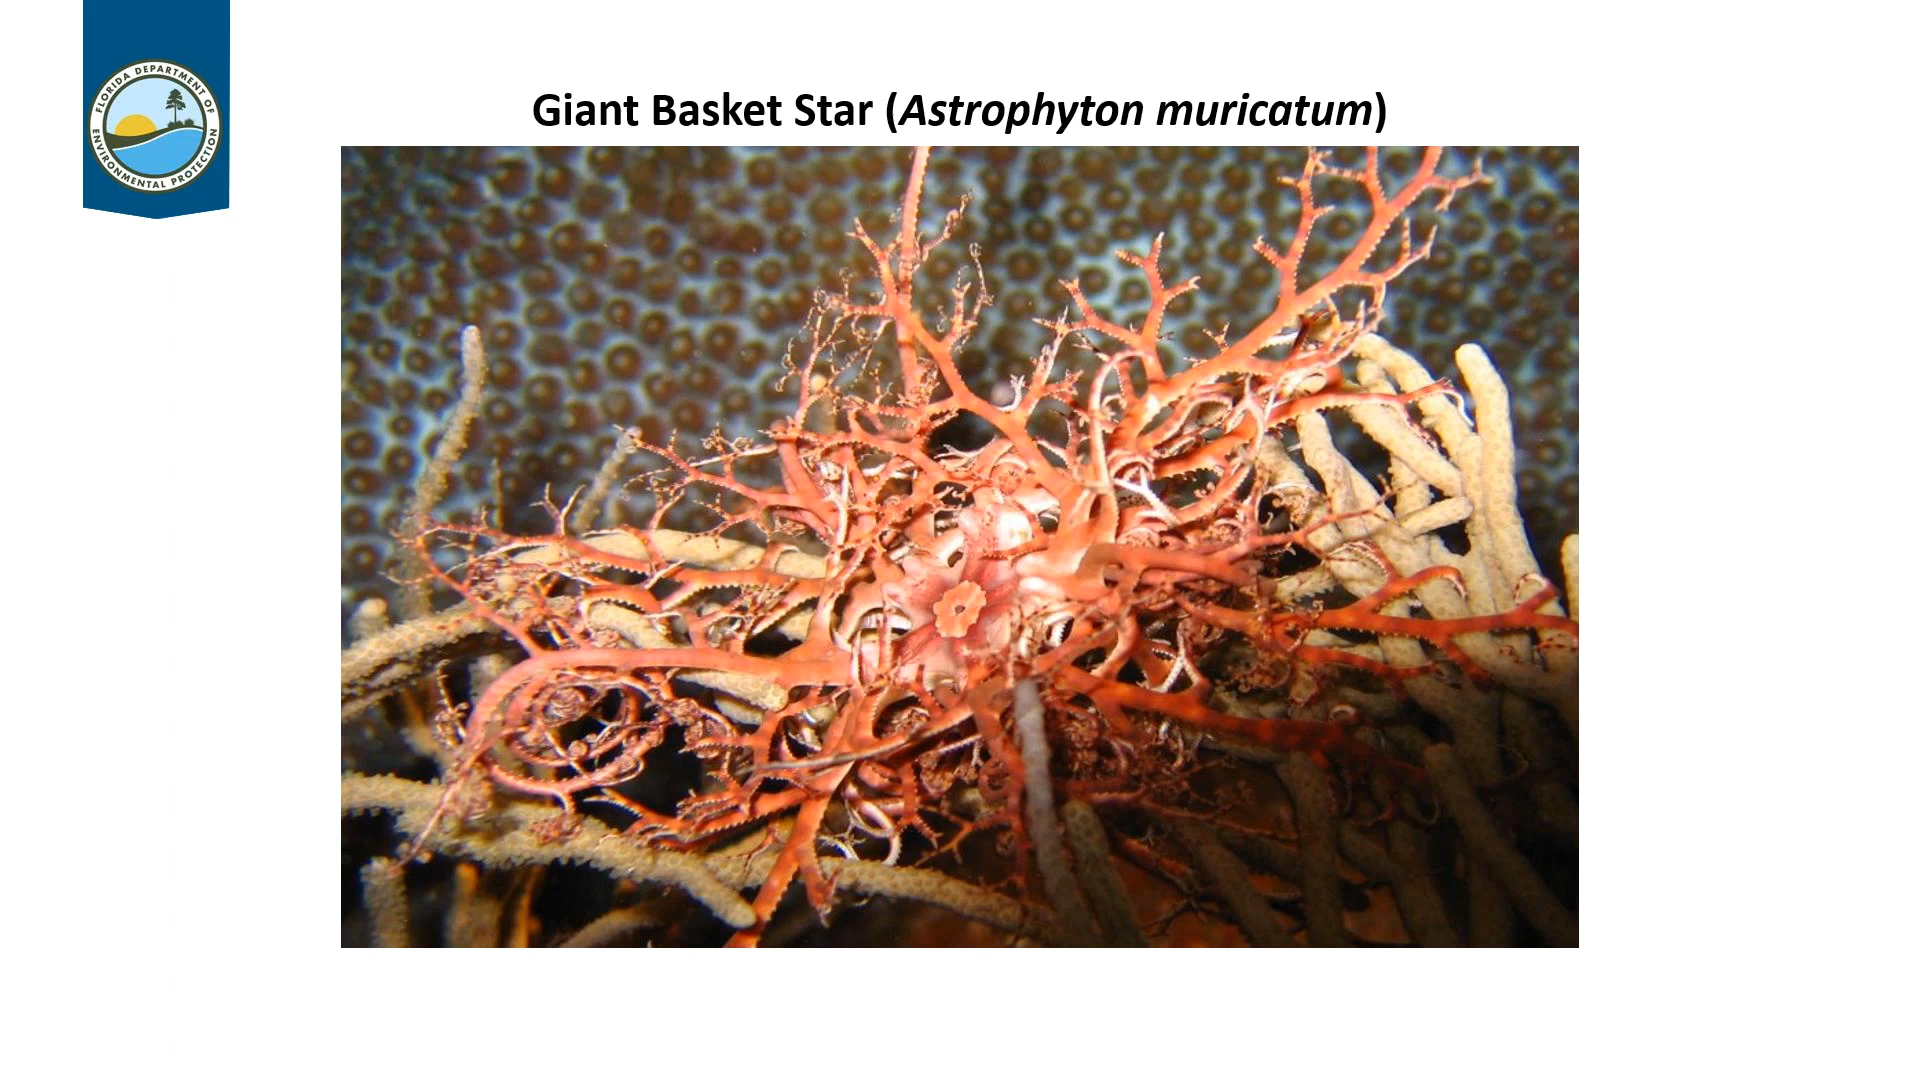 FLORIDA DEPARTMENT OF
ENVIRONMENTAL PROTECTION
Giant Basket Star (Astrophyton muricatum)